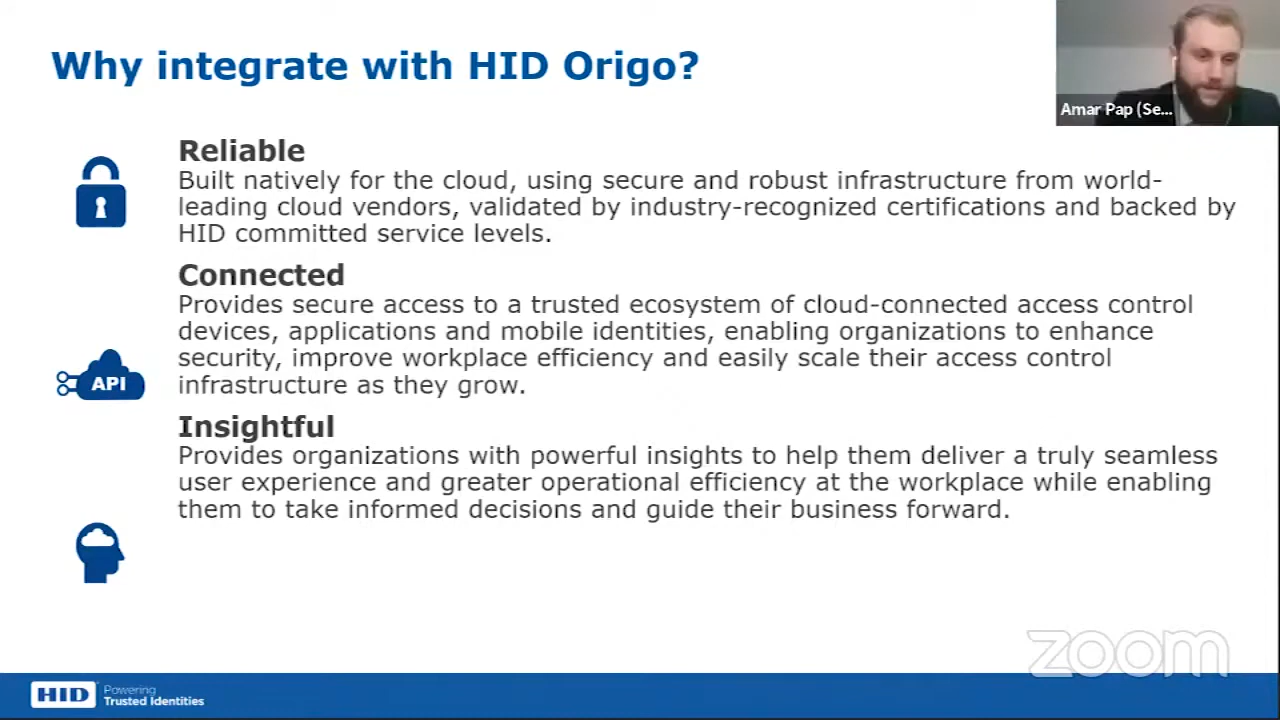 Why integrate with HID Origo?
Amar Pap (Se...
Reliable
Built natively for the cloud, using secure and robust infrastructure from world-
leading cloud vendors, validated by industry-recognized certifications and backed by
HID committed service levels.
Connected
Provides secure access to a trusted ecosystem of cloud-connected access control
devices, applications and mobile identities, enabling organizations to enhance
security, improve workplace efficiency and easily scale their access control
infrastructure as they grow.
API
Insightful
Provides organizations with powerful insights to help them deliver a truly seamless
user experience and greater operational efficiency at the workplace while enabling
them to take informed decisions and guide their business forward.
zoom
HID
Powering
Trusted Identities